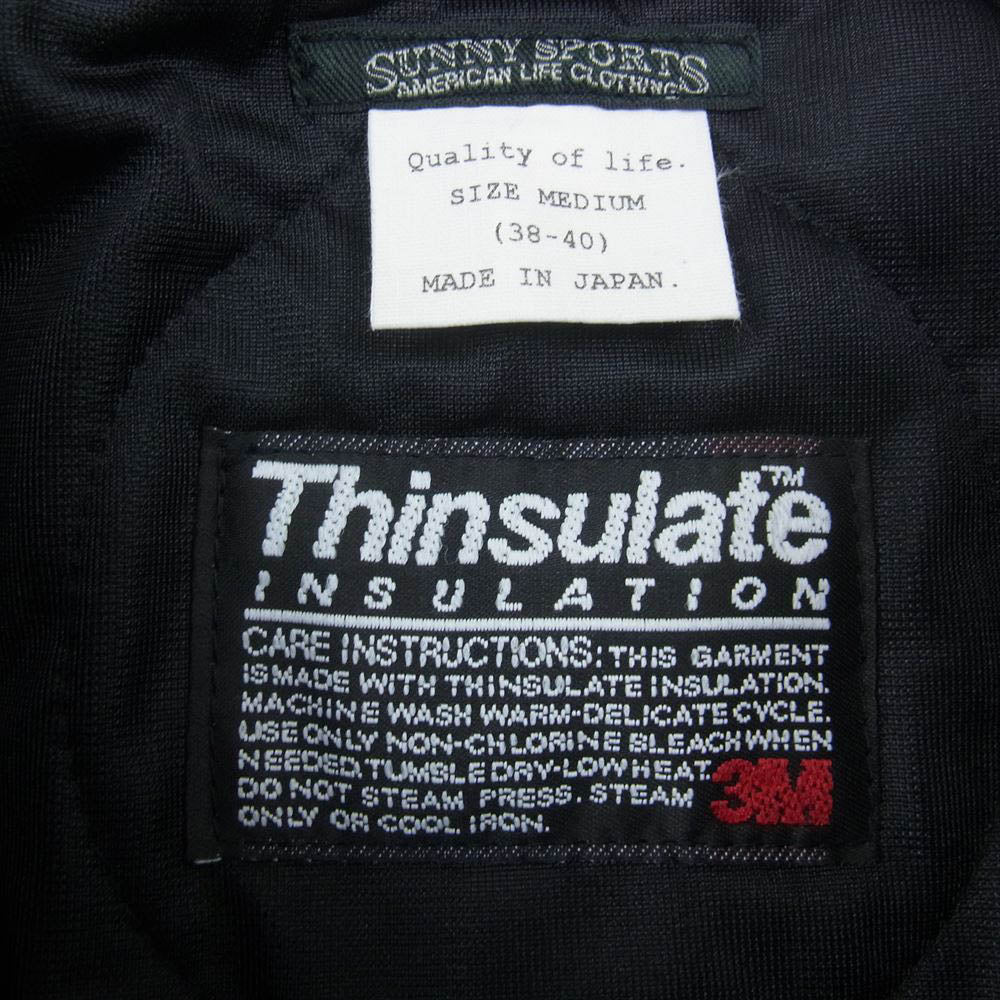 SUNNY SPORTS
AMERICAN LIFE CLOTHING
Quality of life.
SIZE MEDIUM
(38-40)
MADE IN JAPAN.
Thinsulate™
INSULATION
CARE INSTRUCTIONS: THIS GARMENT
IS MADE WITH THINSULATE INSULATION.
MACHINE WASH WARM-DELICATE CYCLE.
USE ONLY NON-CHLORINE BLEACH WHEN
NEEDED. TUMBLE DRY-LOW HEAT.
DO NOT STEAM PRESS. STEAM
ONLY OR COOL IRON.
3M